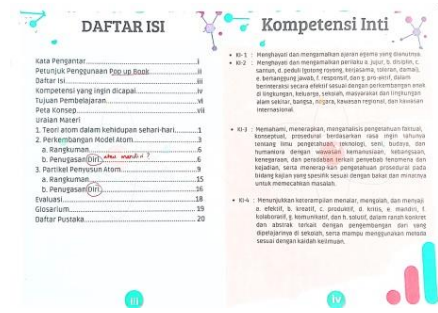 DAFTAR ISI
Kata Pengantar.....i
Petunjuk Penggunaan Pop up Book.....ii
Daftar Isi.....iii
Kompetensi yang ingin dicapai.....iv
Tujuan Pembelajaran.....vi
Peta Konsep.....vii
Uraian Materi
1. Teori atom dalam kehidupan sehari-hari.....1
2. Perkembangan Model Atom.....3
a. Rangkuman.....6
b. Penugasan Diri.....6
atau mandiri ?
3. Partikel Penyusun Atom.....9
a. Rangkuman.....15
b. Penugasan Diri.....16
Evaluasi.....18
Glosarium.....19
Daftar Pustaka.....20
iii
Kompetensi Inti
KI-1 : Menghayati dan mengamalkan ajaran agama yang dianutnya.
KI-2 : Menghayati dan mengamalkan perilaku a. jujur, b. disiplin, c.
santun, d. peduli (gotong royong, kerjasama, toleran, damai),
e. bertanggung jawab, f. responsif, dan g. pro-aktif, dalam
berinteraksi secara efektif sesuai dengan perkembangan anak
di lingkungan, keluarga, sekolah, masyarakat dan lingkungan
alam sekitar, bangsa, negara, kawasan regional, dan kawasan
internasional.
KI-3 : Memahami, menerapkan, menganalisis pengetahuan faktual,
konseptual, prosedural berdasarkan rasa ingin tahunya
tentang ilmu pengetahuan, teknologi, seni, budaya, dan
humaniora dengan wawasan kemanusiaan, kebangsaan,
kenegaraan, dan peradaban terkait penyebab fenomena dan
kejadian, serta menerapkan pengetahuan prosedural pada
bidang kajian yang spesifik sesuai dengan bakat dan minatnya
untuk memecahkan masalah.
KI-4 : Menunjukkan keterampilan menalar, mengolah, dan menyaji
a. efektif, b. kreatif, c. produktif, d. kritis, e. mandiri, f.
kolaboratif, g. komunikatif, dan h. solutif, dalam ranah konkret
dan abstrak terkait dengan pengembangan dari yang
dipelajarinya di sekolah, serta mampu menggunakan metoda
sesuai dengan kaidah keilmuan.
iv